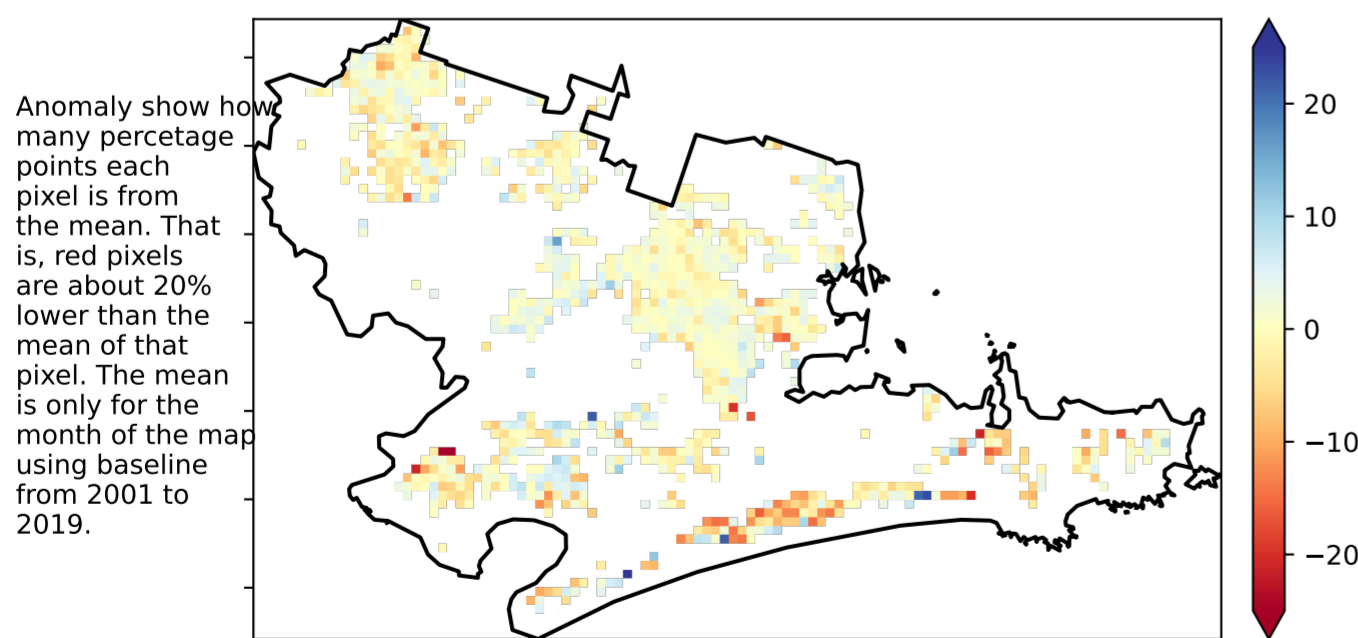 Anomaly show how
many percetage
points each
pixel is from
the mean. That
is, red pixels
are about 20%
lower than the
mean of that
pixel. The mean
is only for the
month of the map
using baseline
from 2001 to
2019.
20
10
0
−10
−20